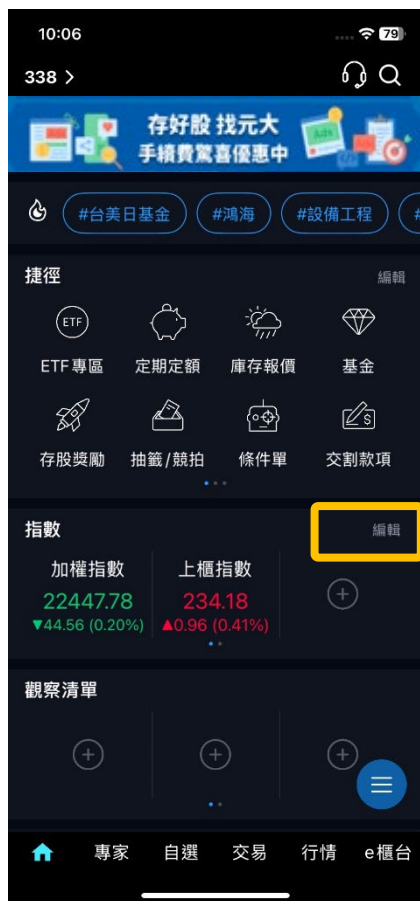 10:06
79
338 >
存好股 找元大
手續費驚喜優惠中
Ads
#台美日基金 #鴻海 #設備工程 #
捷徑 編輯
ETF
ETF專區 定期定額 庫存報價 基金
存股獎勵 抽籤/競拍 條件單 交割款項
指數 編輯
加權指數 上櫃指數
22447.78 234.18
▼44.56 (0.20%) ▲0.96 (0.41%)
觀察清單
專家 自選 交易 行情 e櫃台